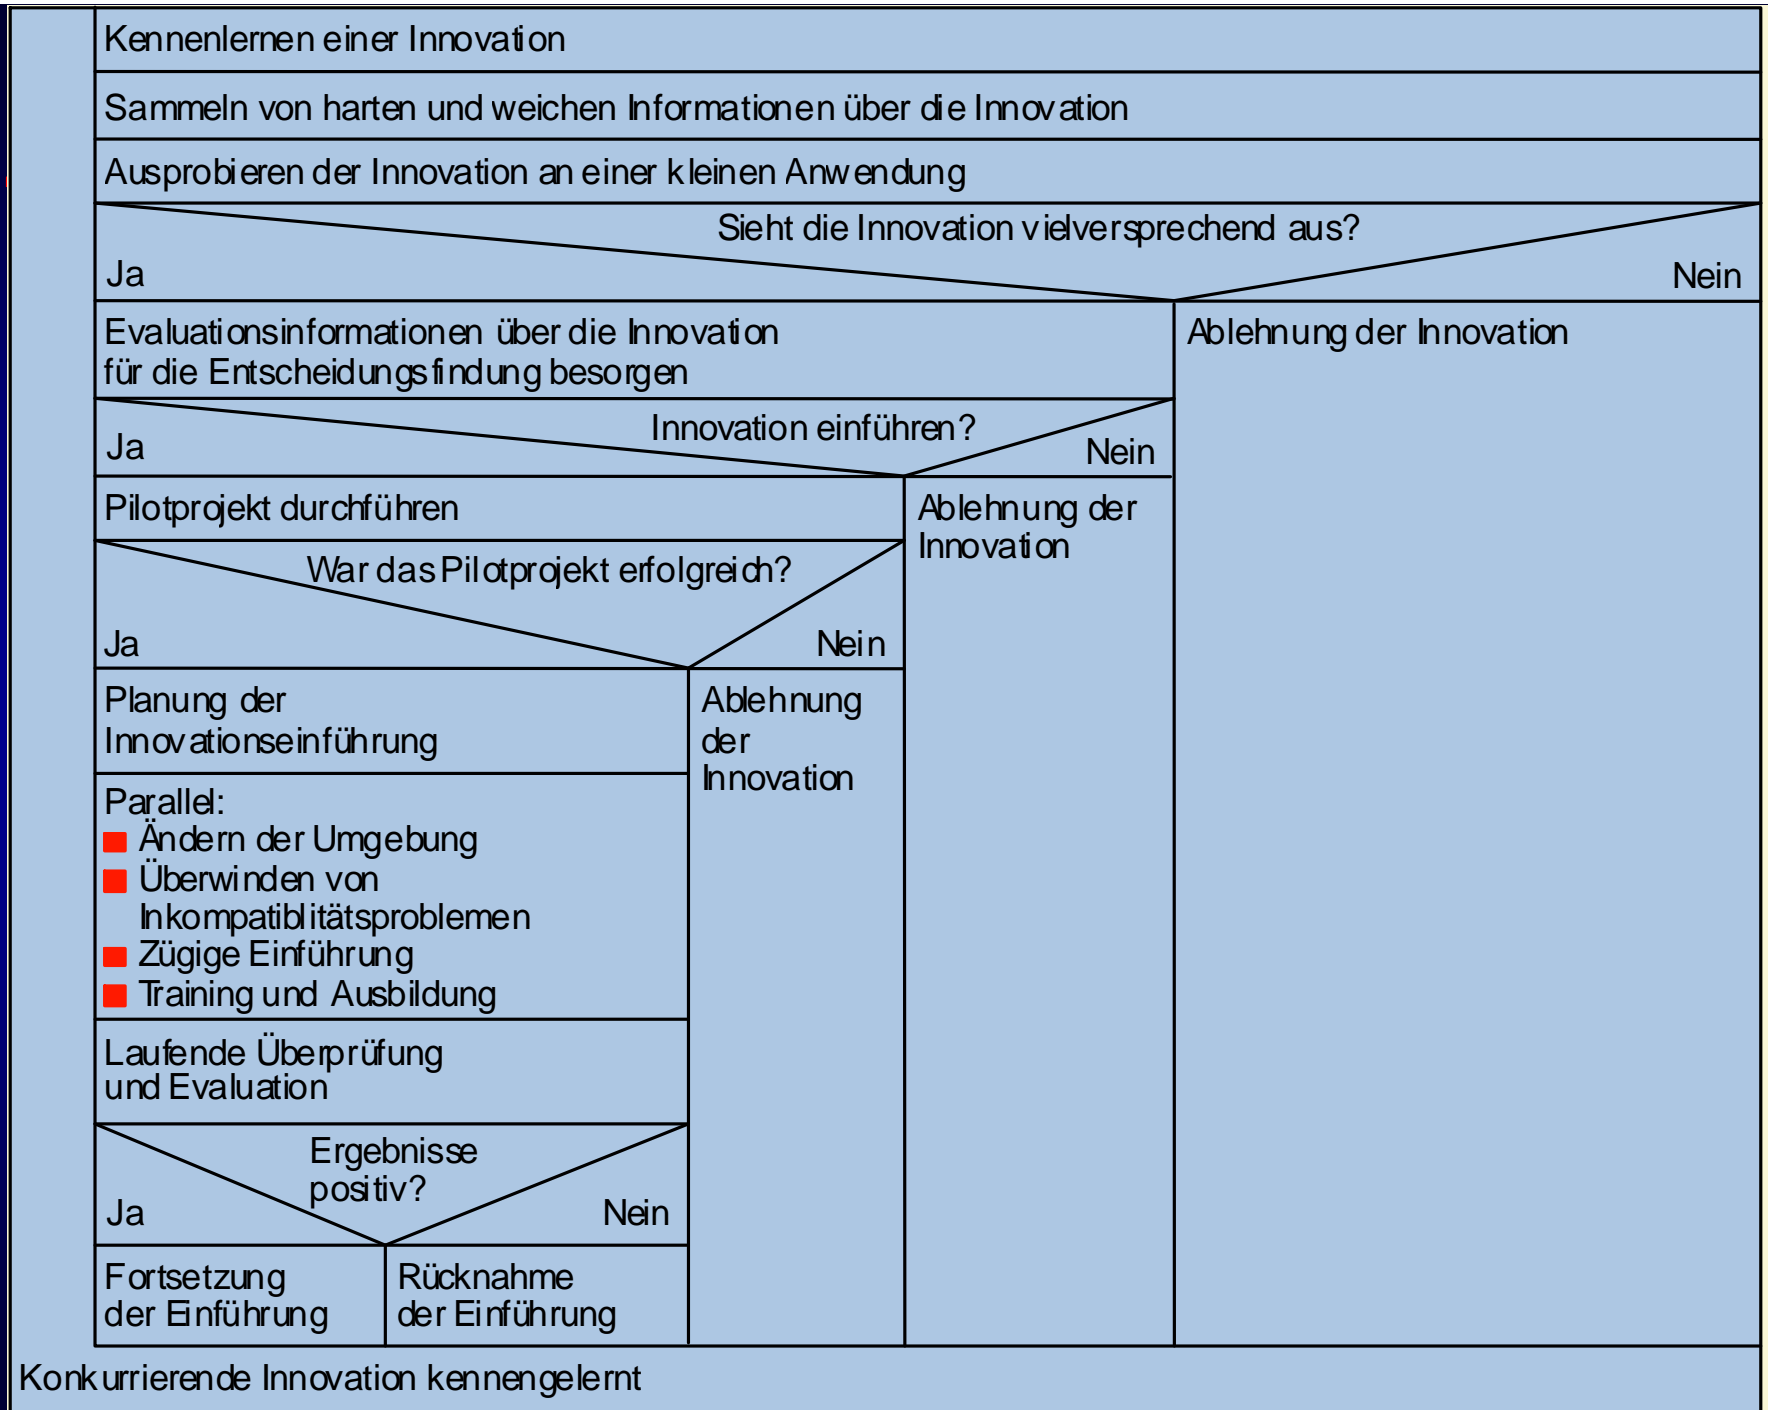 Kennenlernen einer Innovation
Sammeln von harten und weichen Informationen über die Innovation
Ausprobieren der Innovation an einer kleinen Anwendung
Sieht die Innovation vielversprechend aus?
Ja
Nein
Evaluationsinformationen über die Innovation
für die Entscheidungsfindung besorgen
Ablehnung der Innovation
Innovation einführen?
Ja
Nein
Pilotprojekt durchführen
Ablehnung der
Innovation
War das Pilotprojekt erfolgreich?
Ja
Nein
Planung der
Innovationseinführung
Ablehnung
der
Innovation
Parallel:
Ändern der Umgebung
Überwinden von
Inkompatiblitätsproblemen
Zügige Einführung
Training und Ausbildung
Laufende Überprüfung
und Evaluation
Ergebnisse
positiv?
Ja
Nein
Fortsetzung
der Einführung
Rücknahme
der Einführung
Konkurrierende Innovation kennengelernt